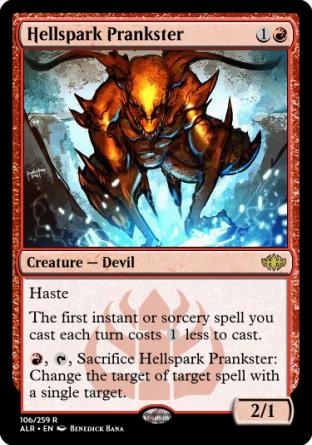 Hellspark Prankster 1
Creature — Devil
Haste
The first instant or sorcery spell you
cast each turn costs 1 less to cast.
, , Sacrifice Hellspark Prankster:
Change the target of target spell with
a single target.
2/1
106/259 R
ALR • EN Benedick Bana